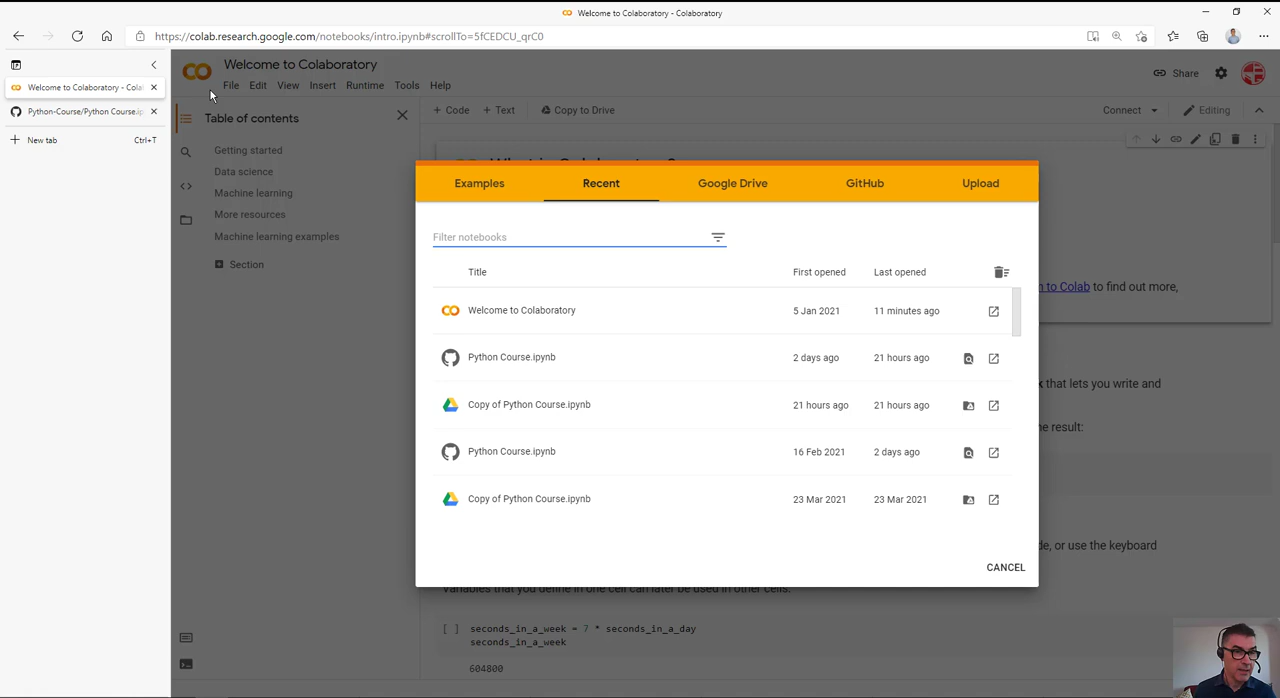 Welcome to Colaboratory - Colaboratory
https://colab.research.google.com/notebooks/intro.ipynb#scrollTo=5fCEDCU_qrC0
Welcome to Colaboratory - Cola
Python-Course/Python Course.ip
New tab Ctrl+T
Welcome to Colaboratory
File Edit View Insert Runtime Tools Help
Share
Table of contents
Getting started
Data science
Machine learning
More resources
Machine learning examples
Section
+ Code + Text Copy to Drive
Connect Editing
Examples Recent Google Drive GitHub Upload
Filter notebooks
Title First opened Last opened
Welcome to Colaboratory 5 Jan 2021 11 minutes ago
Python Course.ipynb 2 days ago 21 hours ago
Copy of Python Course.ipynb 21 hours ago 21 hours ago
Python Course.ipynb 16 Feb 2021 2 days ago
Copy of Python Course.ipynb 23 Mar 2021 23 Mar 2021
CANCEL
n to Colab to find out more,
k that lets you write and
ne result:
de, or use the keyboard
Variables that you define in one cell can later be used in other cells:
[ ] seconds_in_a_week = 7 * seconds_in_a_day
seconds_in_a_week
604800